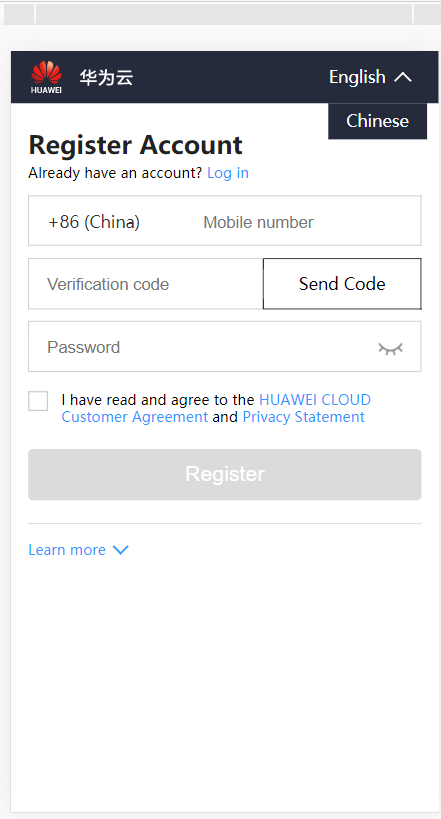 HUAWEI 华为云 English
Chinese
Register Account
Already have an account? Log in
+86 (China) Mobile number
Verification code Send Code
Password
I have read and agree to the HUAWEI CLOUD
Customer Agreement and Privacy Statement
Register
Learn more